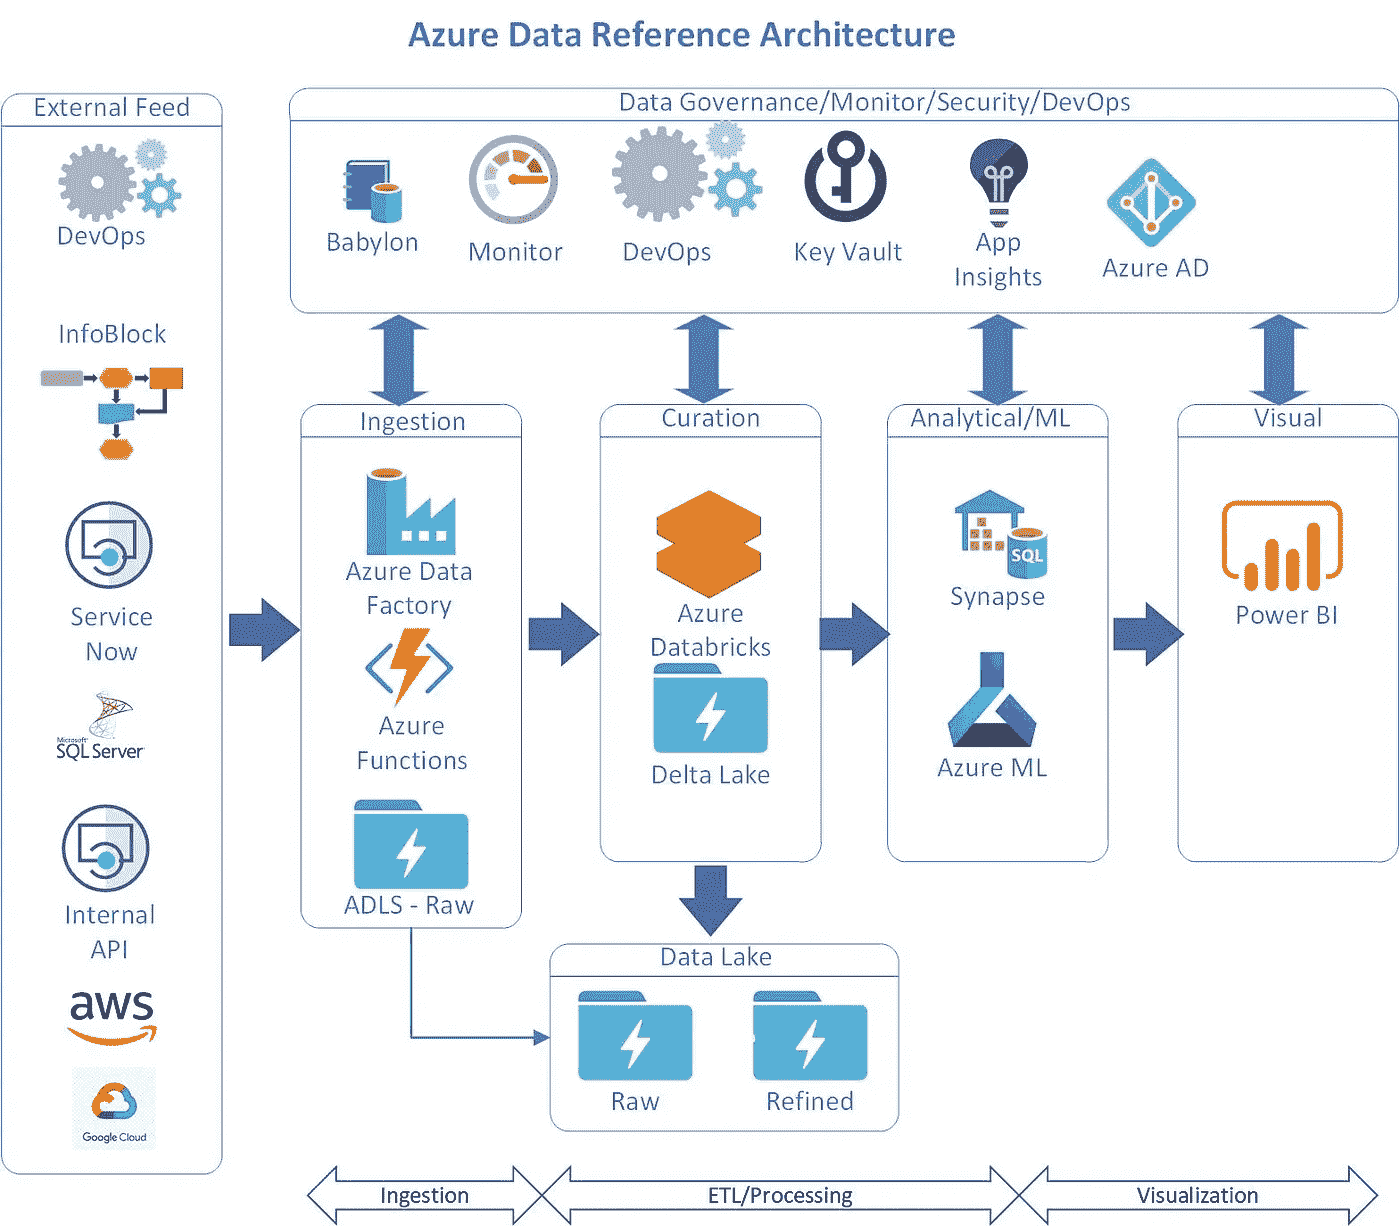 Azure Data Reference Architecture
External Feed
DevOps
InfoBlock
Service
Now
Microsoft
SQL Server
Internal
API
aws
Google Cloud
Data Governance/Monitor/Security/DevOps
Babylon
Monitor
DevOps
Key Vault
App
Insights
Azure AD
Ingestion
Azure Data
Factory
Azure
Functions
ADLS - Raw
Curation
Azure
Databricks
Delta Lake
Analytical/ML
SQL
Synapse
Azure ML
Visual
Power BI
Data Lake
Raw
Refined
Ingestion
ETL/Processing
Visualization